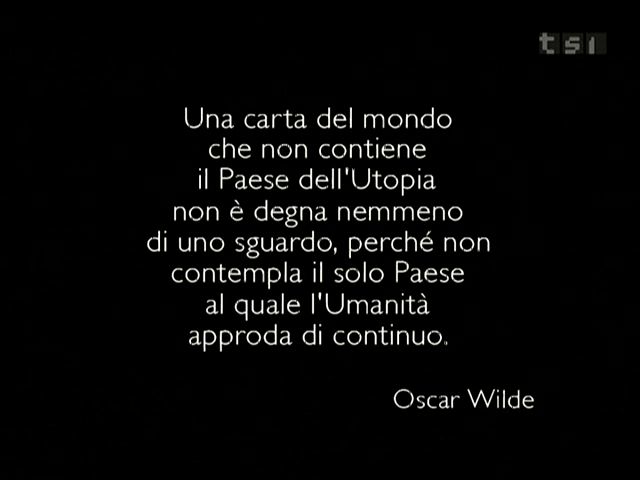 tsi
Una carta del mondo
che non contiene
il Paese dell'Utopia
non è degna nemmeno
di uno sguardo, perché non
contempla il solo Paese
al quale l'Umanità
approda di continuo.
Oscar Wilde